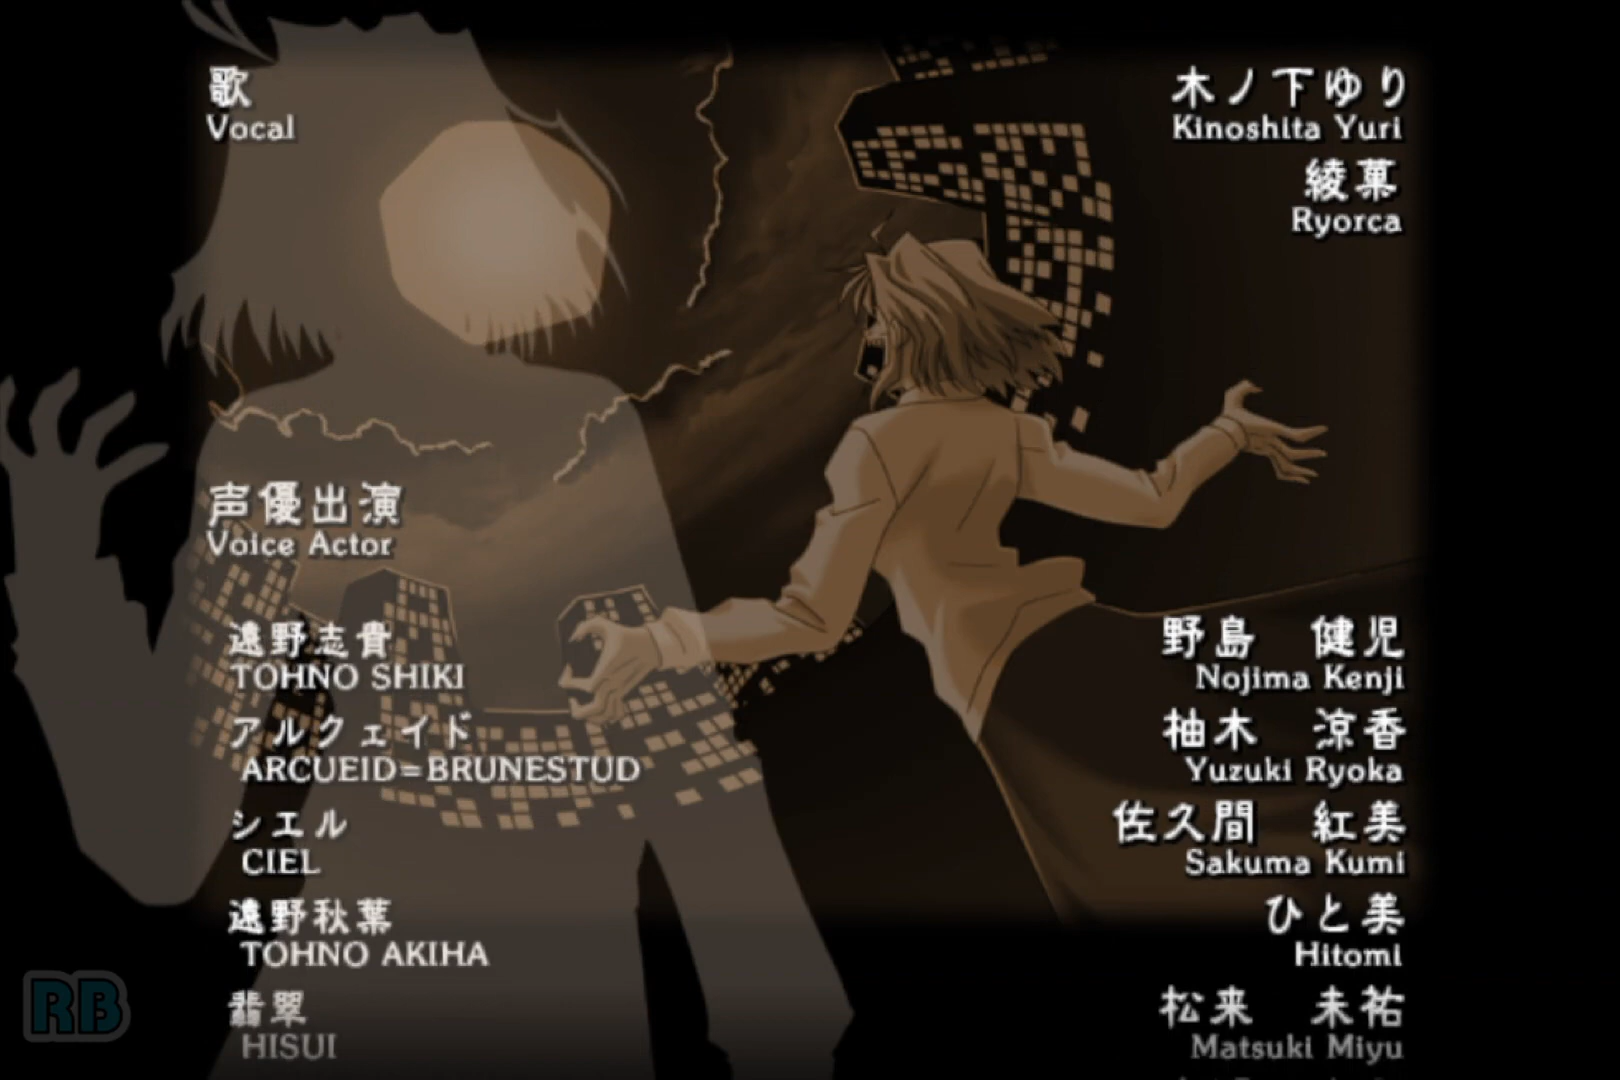 歌
Vocal
木ノ下ゆり
Kinoshita Yuri
綾菓
Ryorca
声優出演
Voice Actor
遠野志貴
TOHNO SHIKI
野島 健児
Nojima Kenji
アルクェイド
ARCUEID=BRUNESTUD
柚木 涼香
Yuzuki Ryoka
シエル
CIEL
佐久間 紅美
Sakuma Kumi
遠野秋葉
TOHNO AKIHA
ひと美
Hitomi
翡翠
HISUI
松来 未祐
Matsuki Miyu
RB